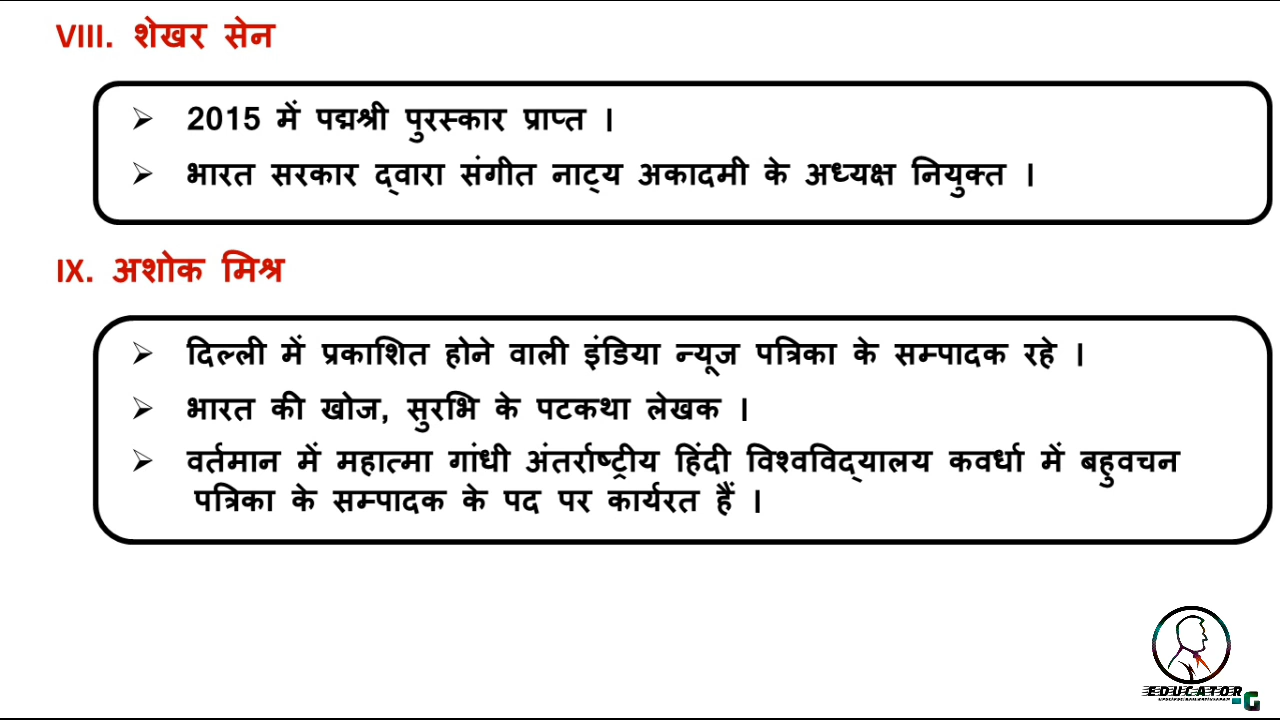 VIII. शेखर सेन
➢ 2015 में पद्मश्री पुरस्कार प्राप्त ।
➢ भारत सरकार द्वारा संगीत नाट्य अकादमी के अध्यक्ष नियुक्त ।
IX. अशोक मिश्र
➢ दिल्ली में प्रकाशित होने वाली इंडिया न्यूज पत्रिका के सम्पादक रहे ।
➢ भारत की खोज, सुरभि के पटकथा लेखक ।
➢ वर्तमान में महात्मा गांधी अंतर्राष्ट्रीय हिंदी विश्वविद्यालय कवर्धा में बहुवचन
पत्रिका के सम्पादक के पद पर कार्यरत हैं ।
EDUCATOR
-G